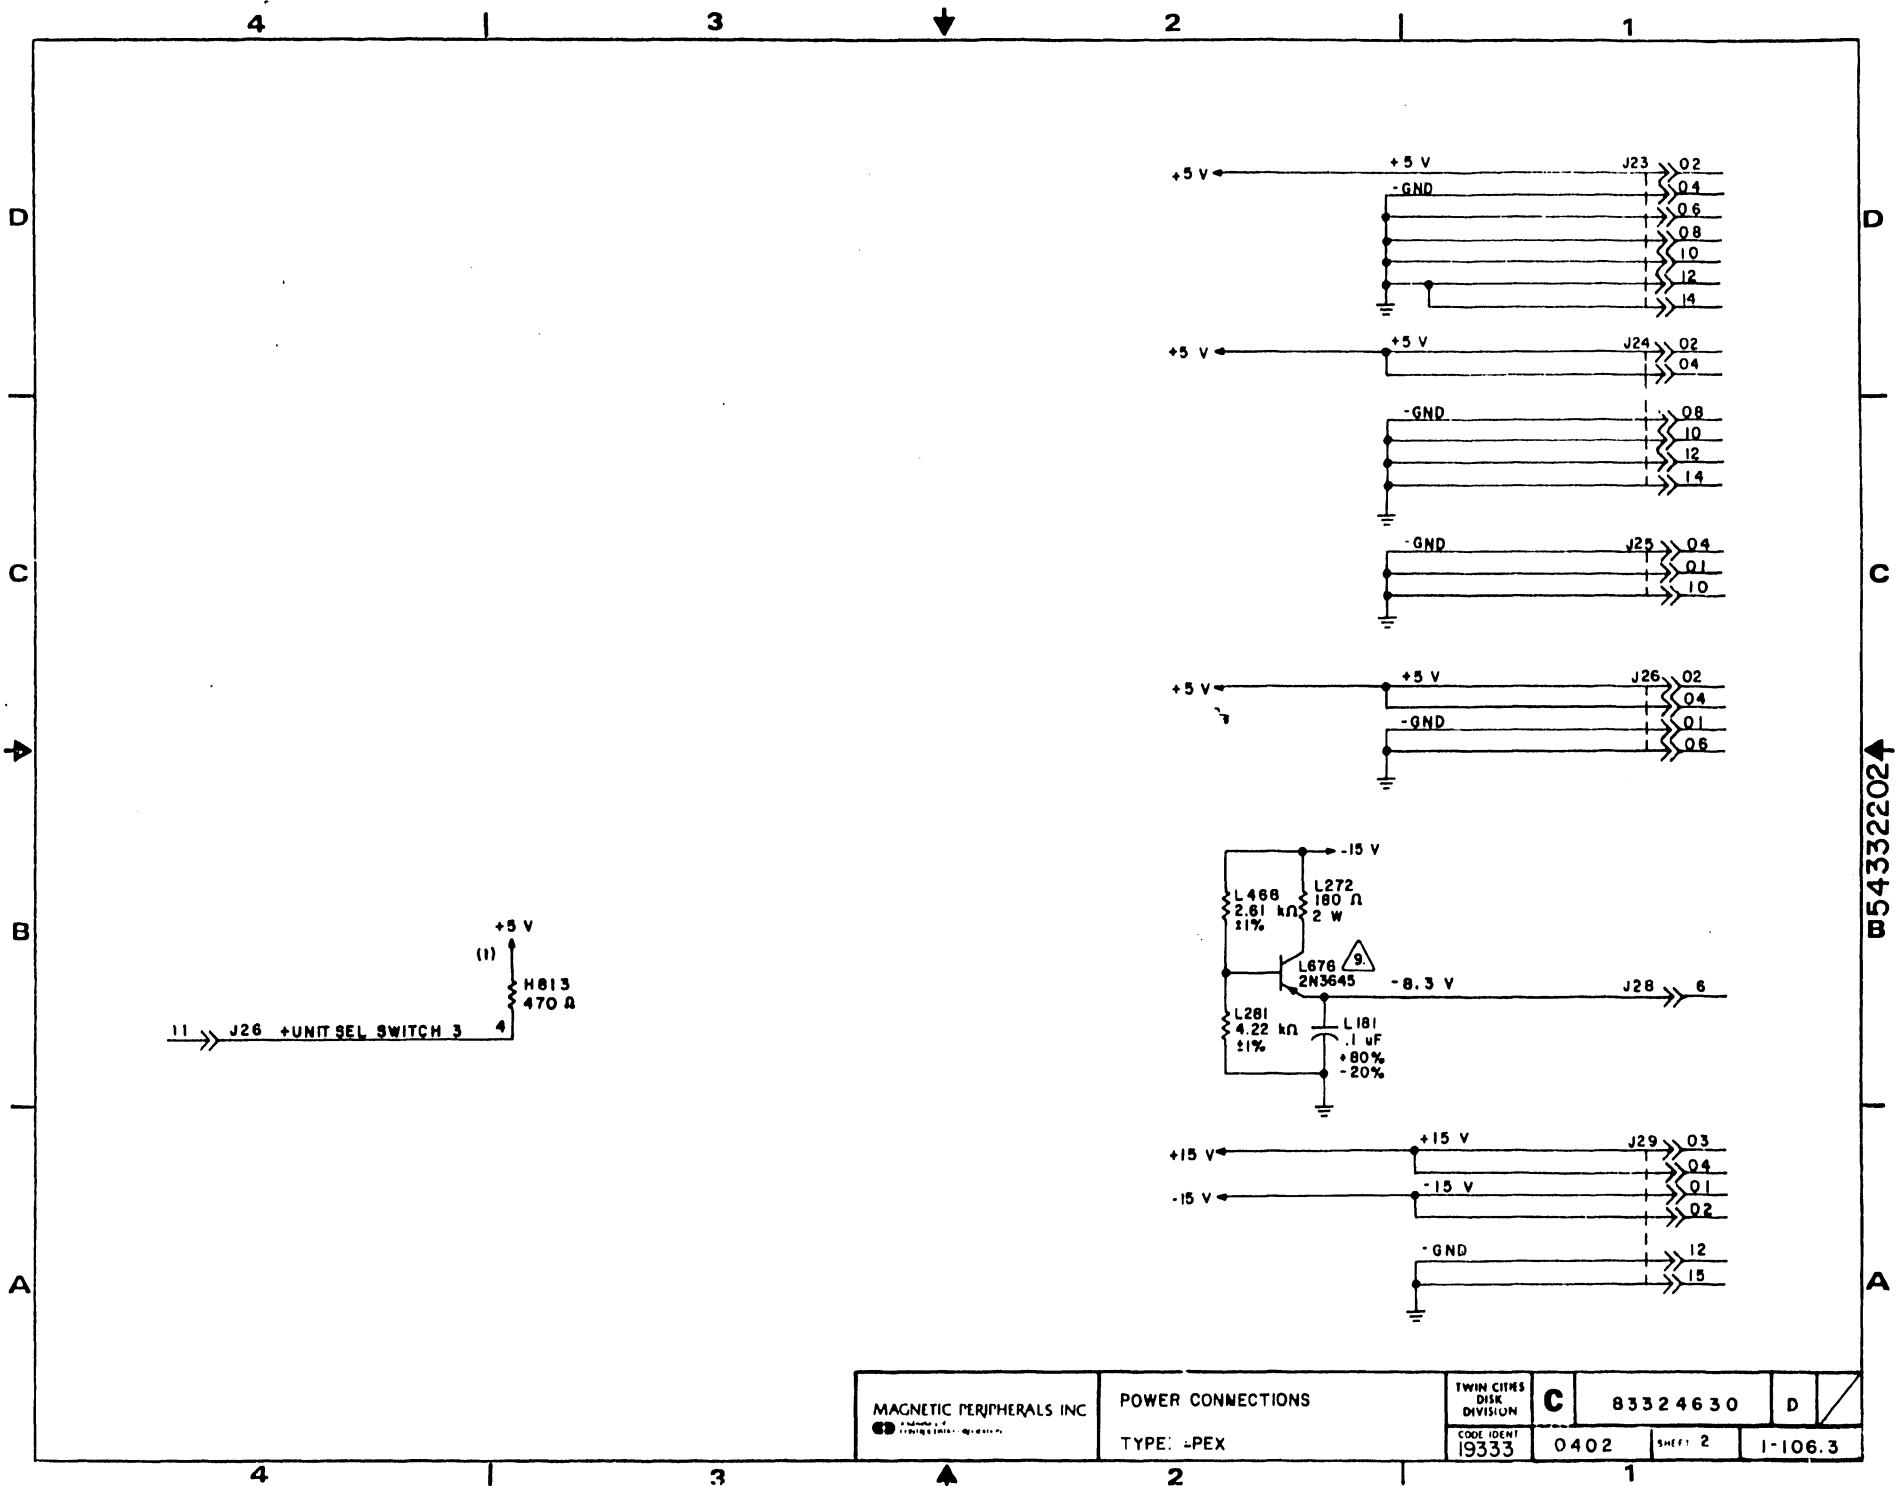 4 3 2 1
+5 V +5 V J23 02
-GND 04
D 06 D
08
10
12
14
+5 V +5 V J24 02
04
-GND 08
10
12
14
-GND J25 04
C 01 C
10
+5 V +5 V J26 02
04
-GND 01
06
B54332202
-15 V
L468 L272
2.61 kΩ 180 Ω
±1% 2 W
B +5 V B
(1)
L676 9.
2N3645 -8.3 V J28 6
H813
470 Ω
L281 L181
4.22 kΩ .1 uF
±1% +80%
-20%
11 J26 +UNIT SEL SWITCH 3 4
+15 V +15 V J29 03
04
-15 V -15 V 01
02
-GND 12
A 15 A
MAGNETIC PERIPHERALS INC
POWER CONNECTIONS
TYPE: PEX
TWIN CITIES
DISK
DIVISION
C 83324630 D
CODE IDENT
19333 0402 SHEET 2 1-106.3
4 3 2 1